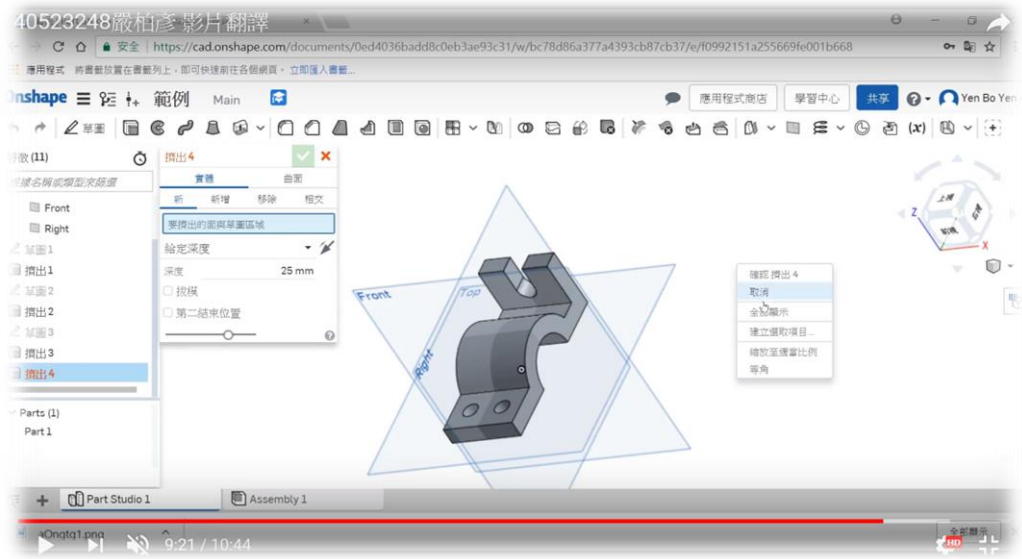 40523248嚴柏彥 影片翻譯
安全 https://cad.onshape.com/documents/0ed4036badd8c0eb3ae93c31/w/bc78d86a377a4393cb87cb37/e/f0992151a255669fe001b668
應用程式 將書籤放置在書籤列上，即可快速前往各個網頁。 立即匯入書籤...
Onshape 範例 Main 應用程式商店 學習中心 共享 Yen Bo Yen
草圖
(11)
擠出 4
實體 曲面
新 新增 移除 相交
要擠出的面與草圖區域
給定深度
深度 25 mm
拔模
第二結束位置
Front
Right
草圖 1
擠出 1
草圖 2
擠出 2
草圖 3
擠出 3
擠出 4
Parts (1)
Part 1
Front
Top
Right
上視
前視
右視
Z
X
確認 擠出 4
取消
全部顯示
建立選取項目...
縮放至適當比例
等角
Part Studio 1 Assembly 1
aOnqtg1.png 全部顯示
9:21 / 10:44
HD